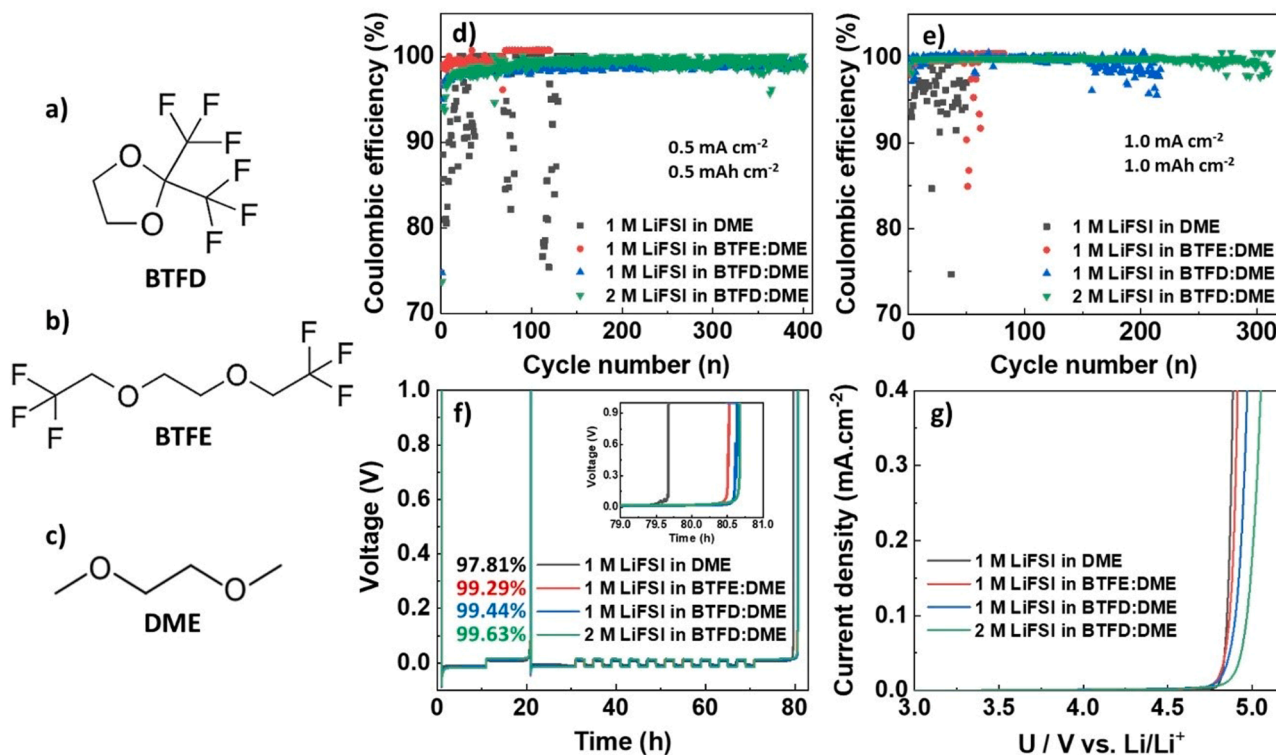 a)
F
F
F
F
F
F
O
O
BTFD
b)
F
F
F
O
O
F
F
F
BTFE
c)
O
O
DME
d)
Coulombic efficiency (%)
100
90
80
70
0.5 mA cm⁻²
0.5 mAh cm⁻²
1 M LiFSI in DME
1 M LiFSI in BTFE:DME
1 M LiFSI in BTFD:DME
2 M LiFSI in BTFD:DME
0 100 200 300 400
Cycle number (n)
e)
Coulombic efficiency (%)
100
90
80
70
1.0 mA cm⁻²
1.0 mAh cm⁻²
1 M LiFSI in DME
1 M LiFSI in BTFE:DME
1 M LiFSI in BTFD:DME
2 M LiFSI in BTFD:DME
0 100 200 300
Cycle number (n)
f)
Voltage (V)
1.0
0.8
0.6
0.4
0.2
0.0
Voltage (V)
0.9
0.6
0.3
0.0
79.0 79.5 80.0 80.5 81.0
Time (h)
97.81% 1 M LiFSI in DME
99.29% 1 M LiFSI in BTFE:DME
99.44% 1 M LiFSI in BTFD:DME
99.63% 2 M LiFSI in BTFD:DME
0 20 40 60 80
Time (h)
g)
Current density (mA.cm⁻²)
0.4
0.3
0.2
0.1
0.0
1 M LiFSI in DME
1 M LiFSI in BTFE:DME
1 M LiFSI in BTFD:DME
2 M LiFSI in BTFD:DME
3.0 3.5 4.0 4.5 5.0
U / V vs. Li/Li⁺